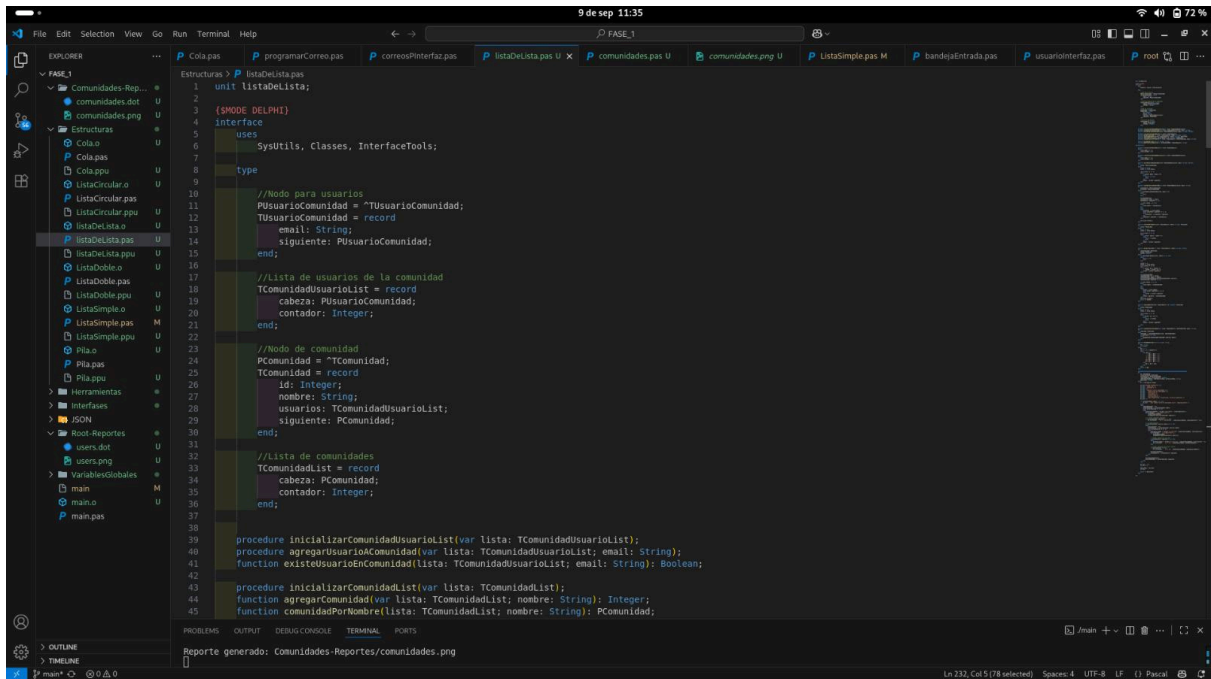 9 de sep 11:35
72 %
File Edit Selection View Go Run Terminal Help
FASE_1
EXPLORER
Cola.pas
programarCorreo.pas
correosPInterfaz.pas
listaDeLista.pas U
comunidades.pas U
comunidades.png U
ListaSimple.pas M
bandejaEntrada.pas
usuarioInterfaz.pas
root
FASE_1
Comunidades-Rep...
comunidades.dot U
comunidades.png U
Estructuras
Cola.o U
Cola.pas
Cola.ppu U
ListaCircular.o U
ListaCircular.pas
ListaCircular.ppu U
listaDeLista.o U
listaDeLista.pas U
listaDeLista.ppu U
ListaDoble.o U
ListaDoble.pas
ListaDoble.ppu U
ListaSimple.o U
ListaSimple.pas M
ListaSimple.ppu U
Pila.o U
Pila.pas
Pila.ppu U
Herramientas
Interfases
JSON
Root-Reportes
users.dot U
users.png U
VariablesGlobales
main M
main.o U
main.pas
OUTLINE
TIMELINE
Estructuras > listaDeLista.pas
1 unit listaDeLista;
2
3 {$MODE DELPHI}
4 interface
5 uses
6 SysUtils, Classes, InterfaceTools;
7
8 type
9
10 //Nodo para usuarios
11 PUsuarioComunidad = ^TUsuarioComunidad;
12 TUsuarioComunidad = record
13 email: String;
14 siguiente: PUsuarioComunidad;
15 end;
16
17 //Lista de usuarios de la comunidad
18 TComunidadUsuarioList = record
19 cabeza: PUsuarioComunidad;
20 contador: Integer;
21 end;
22
23 //Nodo de comunidad
24 PComunidad = ^TComunidad;
25 TComunidad = record
26 id: Integer;
27 nombre: String;
28 usuarios: TComunidadUsuarioList;
29 siguiente: PComunidad;
30 end;
31
32 //Lista de comunidades
33 TComunidadList = record
34 cabeza: PComunidad;
35 contador: Integer;
36 end;
37
38
39 procedure inicializarComunidadUsuarioList(var lista: TComunidadUsuarioList);
40 procedure agregarUsuarioAComunidad(var lista: TComunidadUsuarioList; email: String);
41 function existeUsuarioEnComunidad(lista: TComunidadUsuarioList; email: String): Boolean;
42
43 procedure inicializarComunidadList(var lista: TComunidadList);
44 function agregarComunidad(var lista: TComunidadList; nombre: String): Integer;
45 function comunidadPorNombre(lista: TComunidadList; nombre: String): PComunidad;
PROBLEMS OUTPUT DEBUG CONSOLE TERMINAL PORTS
./main
Reporte generado: Comunidades-Reportes/comunidades.png
main* 0 0
Ln 232, Col 5 (78 selected) Spaces: 4 UTF-8 LF {} Pascal